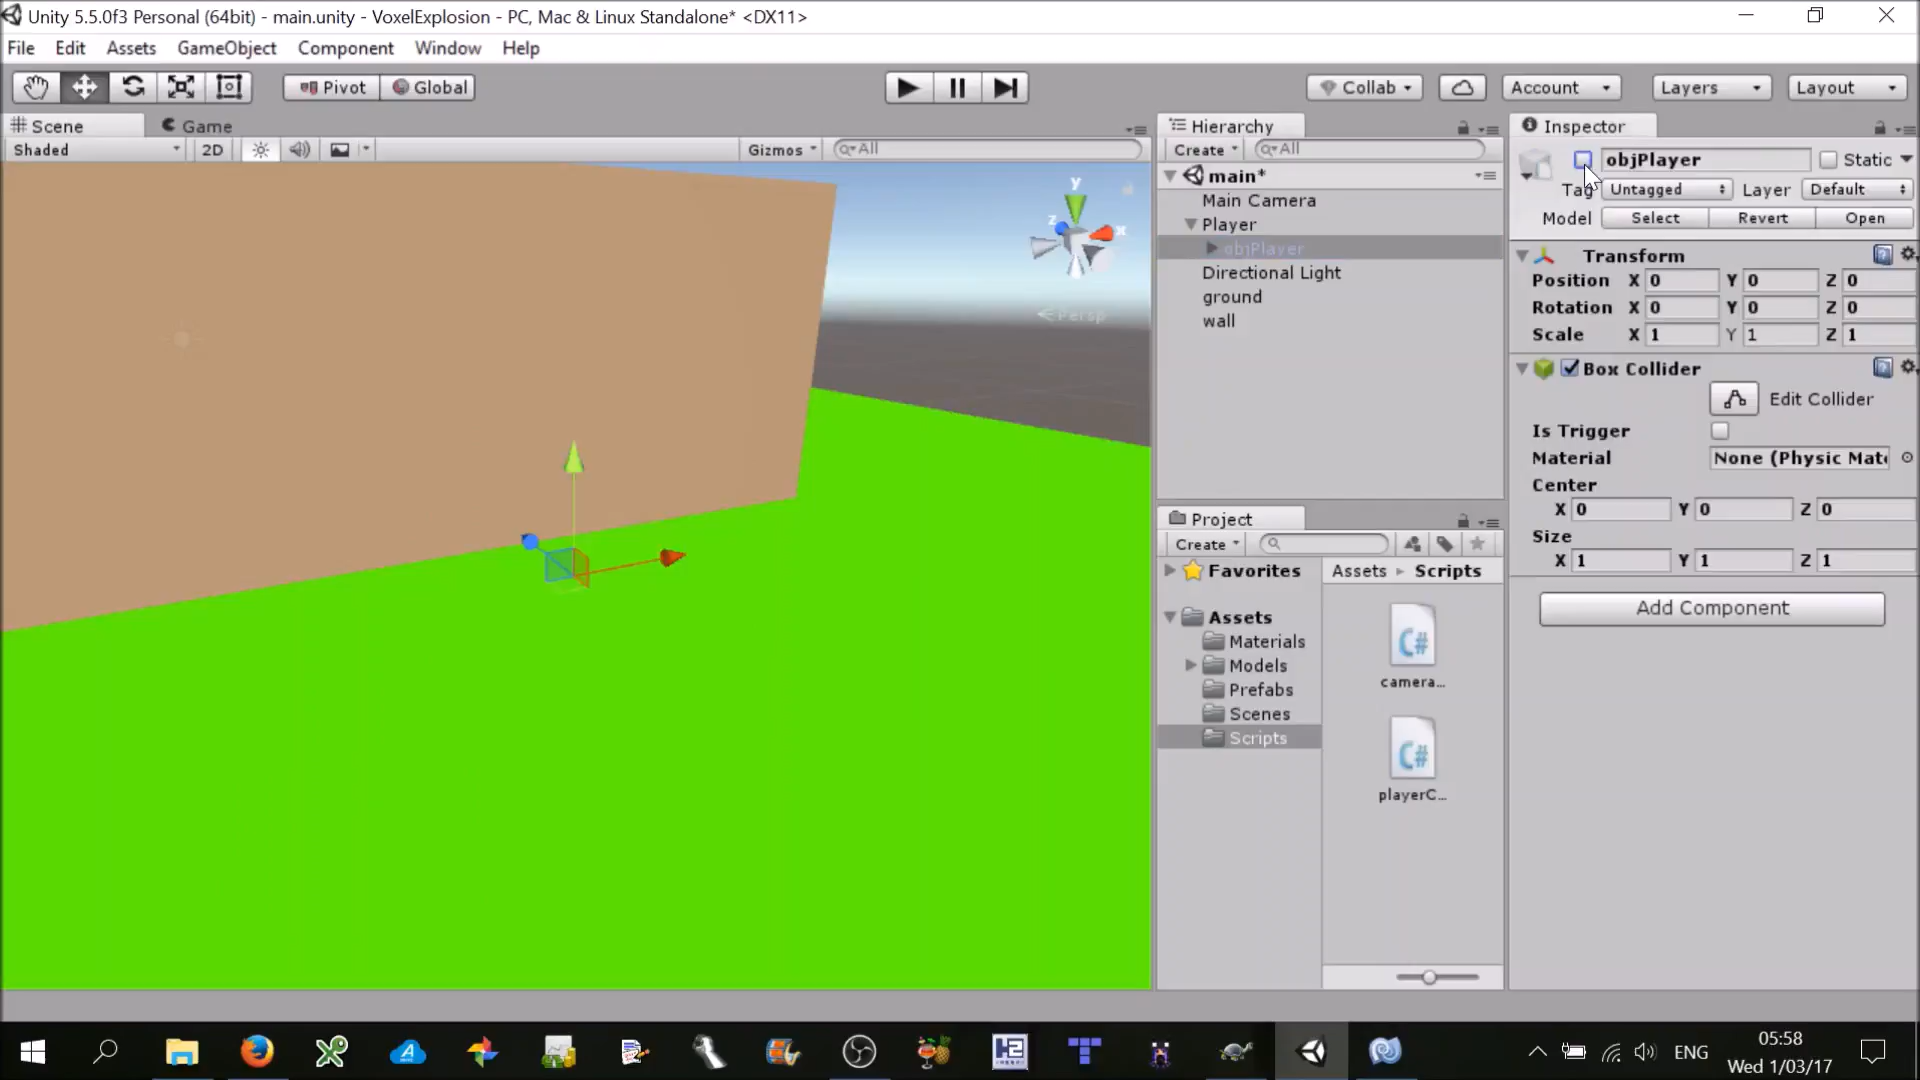 Unity 5.5.0f3 Personal (64bit) - main.unity - VoxelExplosion - PC, Mac & Linux Standalone* <DX11>
File Edit Assets GameObject Component Window Help
Pivot Global Collab Account Layers Layout
Scene Game
Shaded 2D Gizmos All
y
z
x
Persp
Hierarchy
Create All
main*
Main Camera
Player
objPlayer
Directional Light
ground
wall
Project
Create
Favorites
Assets
Materials
Models
Prefabs
Scenes
Scripts
Assets Scripts
C#
camera...
C#
playerC...
Inspector
objPlayer Static
Tag Untagged Layer Default
Model Select Revert Open
Transform
Position X 0 Y 0 Z 0
Rotation X 0 Y 0 Z 0
Scale X 1 Y 1 Z 1
Box Collider
Edit Collider
Is Trigger
Material None (Physic Mat
Center
X 0 Y 0 Z 0
Size
X 1 Y 1 Z 1
Add Component
ENG
05:58
Wed 1/03/17